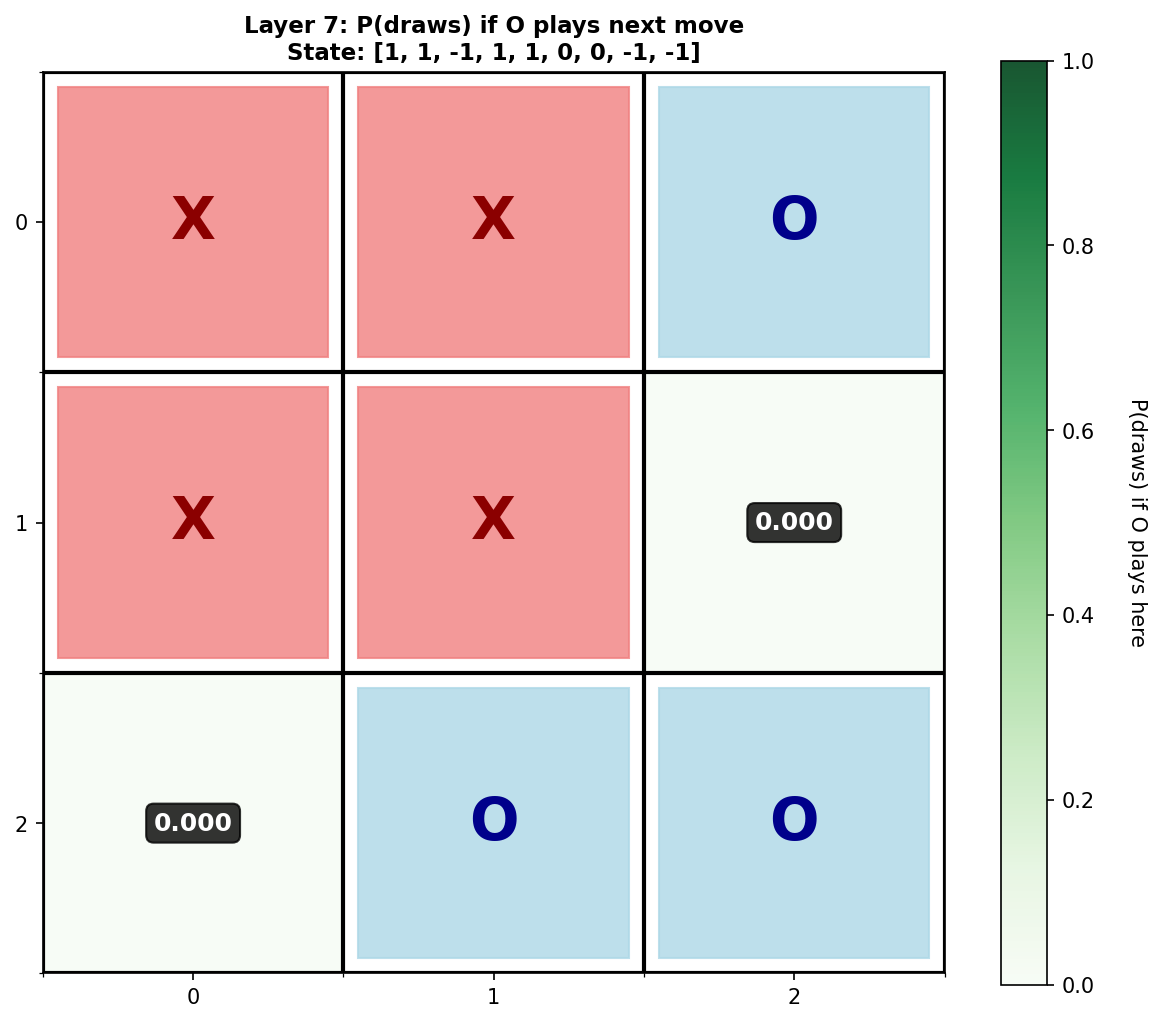 Layer 7: P(draws) if O plays next move
State: [1, 1, -1, 1, 1, 0, 0, -1, -1]
0
X
X
O
1
X
X
0.000
2
0.000
O
O
0
1
2
1.0
0.8
0.6
0.4
0.2
0.0
P(draws) if O plays here